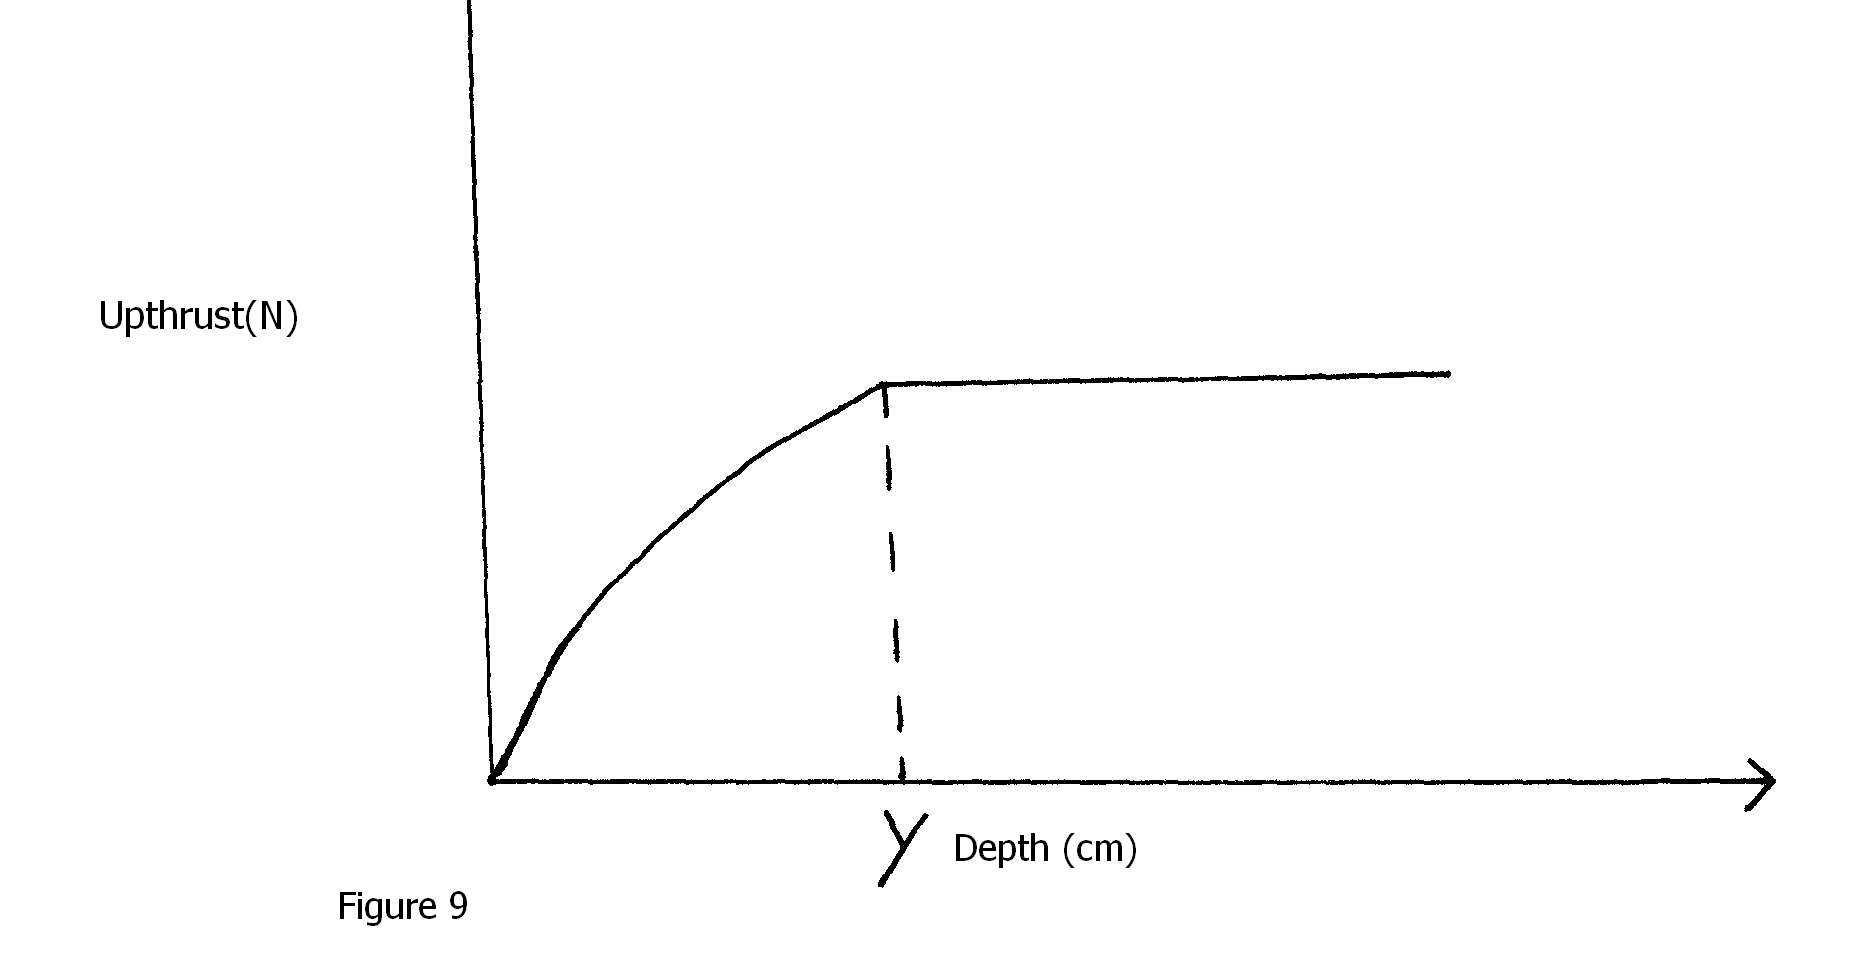 Upthrust(N)
Y
Depth (cm)
Figure 9